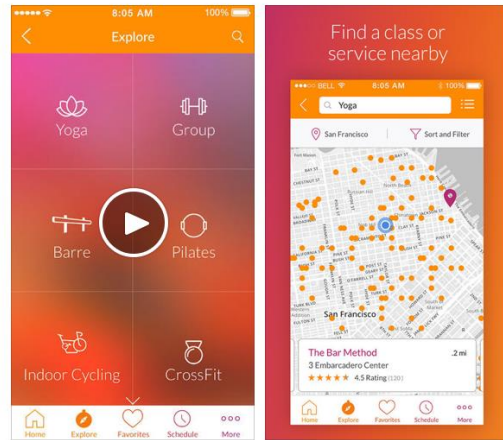 8:05 AM
100%
Explore
Yoga
Group
Barre
Pilates
Indoor Cycling
CrossFit
Home
Explore
Favorites
Schedule
More
Find a class or
service nearby
BELL
8:05 AM
100%
Yoga
San Francisco
Sort and Filter
San Francisco
The Bar Method
.2 mi
3 Embarcadero Center
4.5 Rating (120)
Home
Explore
Favorites
Schedule
More